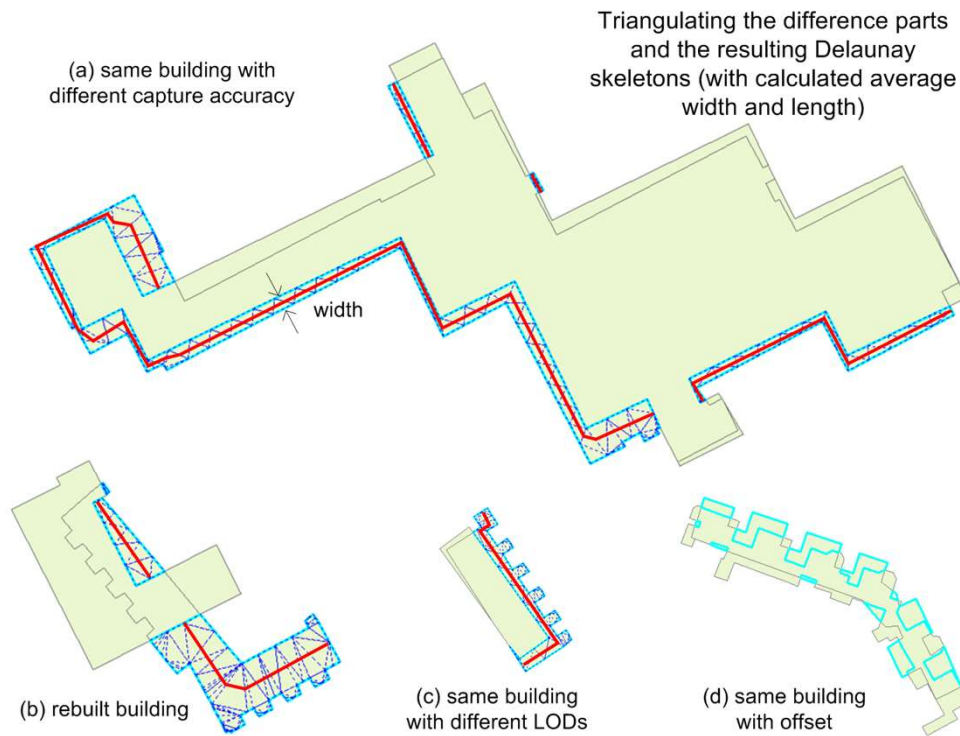 Triangulating the difference parts
and the resulting Delaunay
skeletons (with calculated average
width and length)
(a) same building with
different capture accuracy
width
(b) rebuilt building
(c) same building
with different LODs
(d) same building
with offset